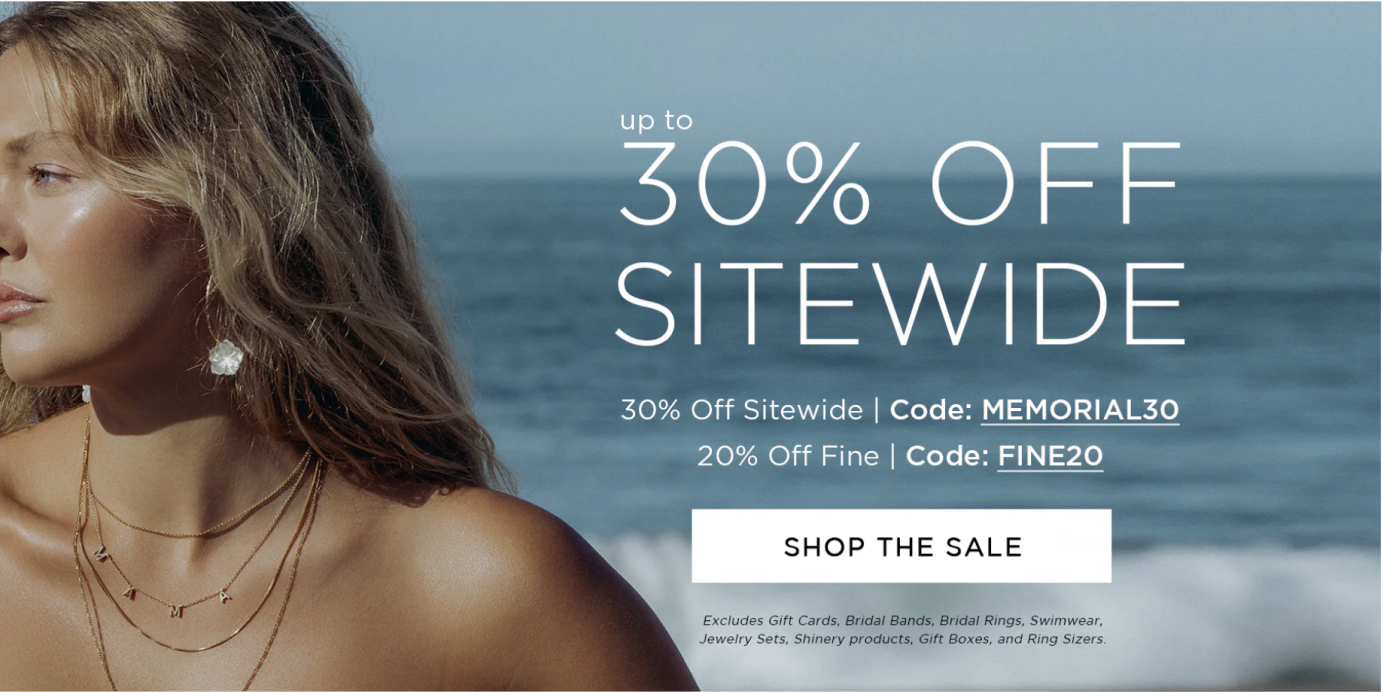 up to
30% OFF
SITEWIDE
30% Off Sitewide | Code: MEMORIAL30
20% Off Fine | Code: FINE20
SHOP THE SALE
Excludes Gift Cards, Bridal Bands, Bridal Rings, Swimwear,
Jewelry Sets, Shinery products, Gift Boxes, and Ring Sizers.
M A M A